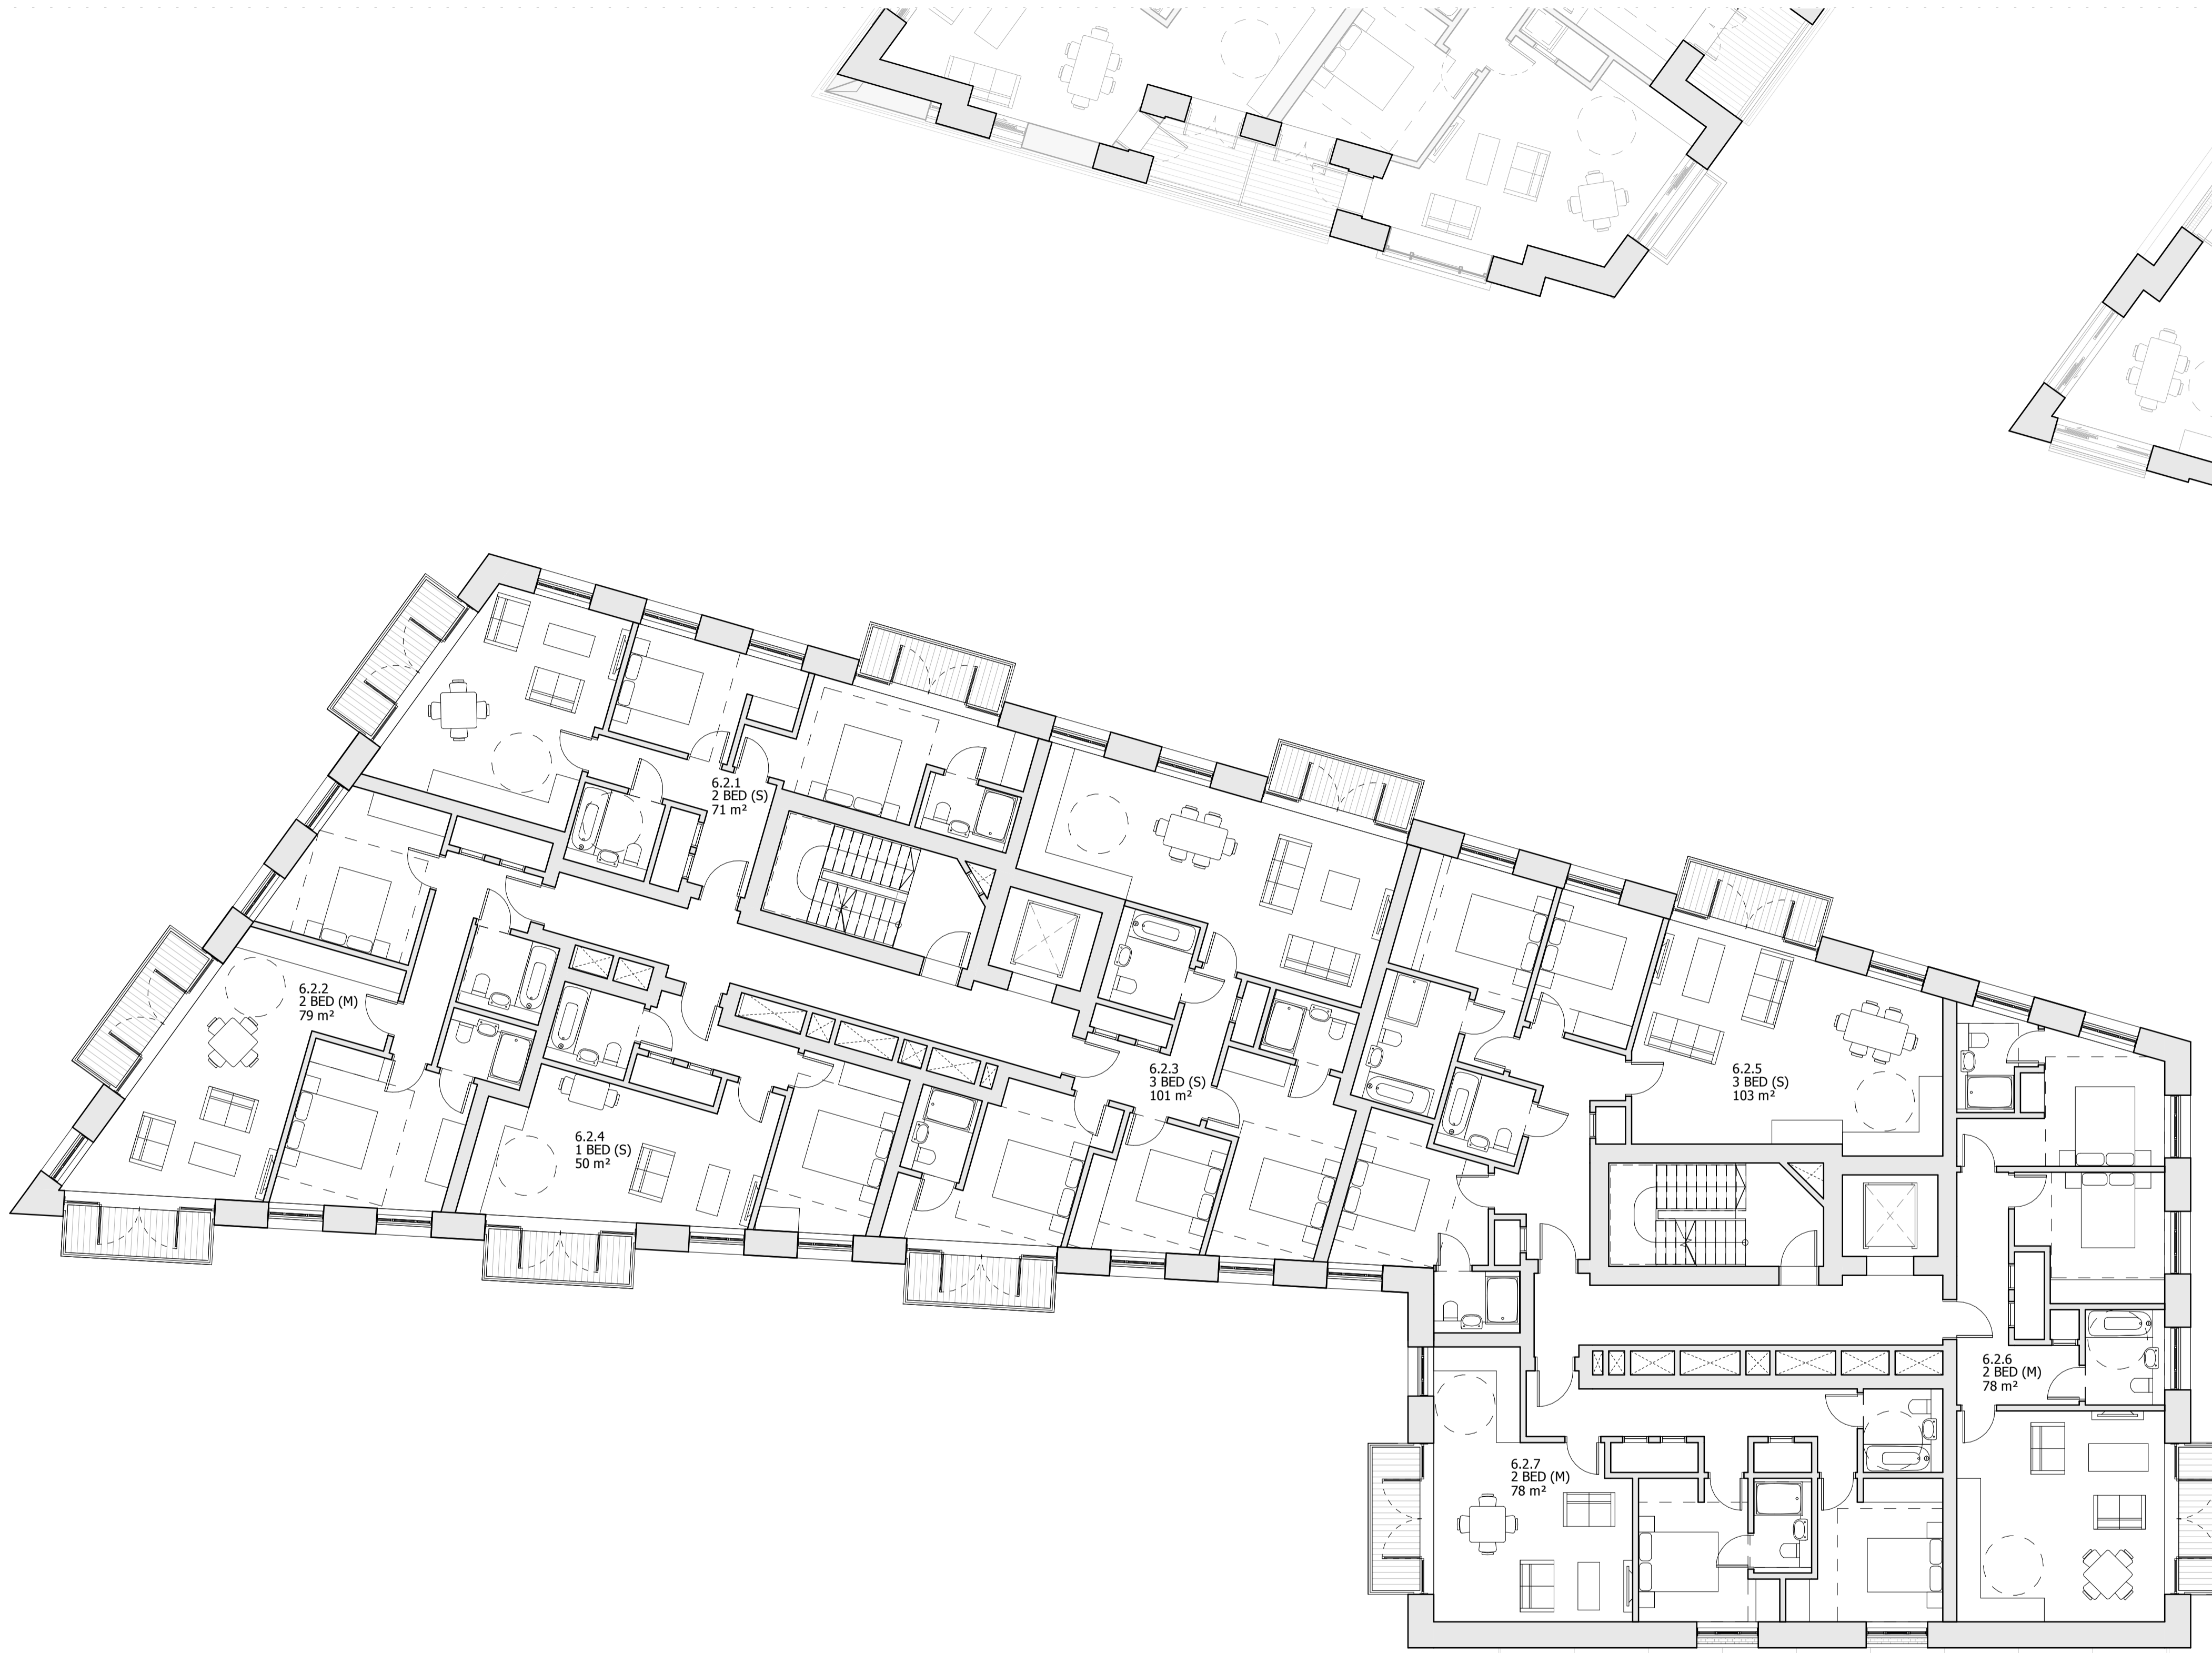 6.2.1
2 BED (S)
71 m²
6.2.2
2 BED (M)
79 m²
6.2.3
3 BED (S)
101 m²
6.2.4
1 BED (S)
50 m²
6.2.5
3 BED (S)
103 m²
6.2.6
2 BED (M)
78 m²
6.2.7
2 BED (M)
78 m²